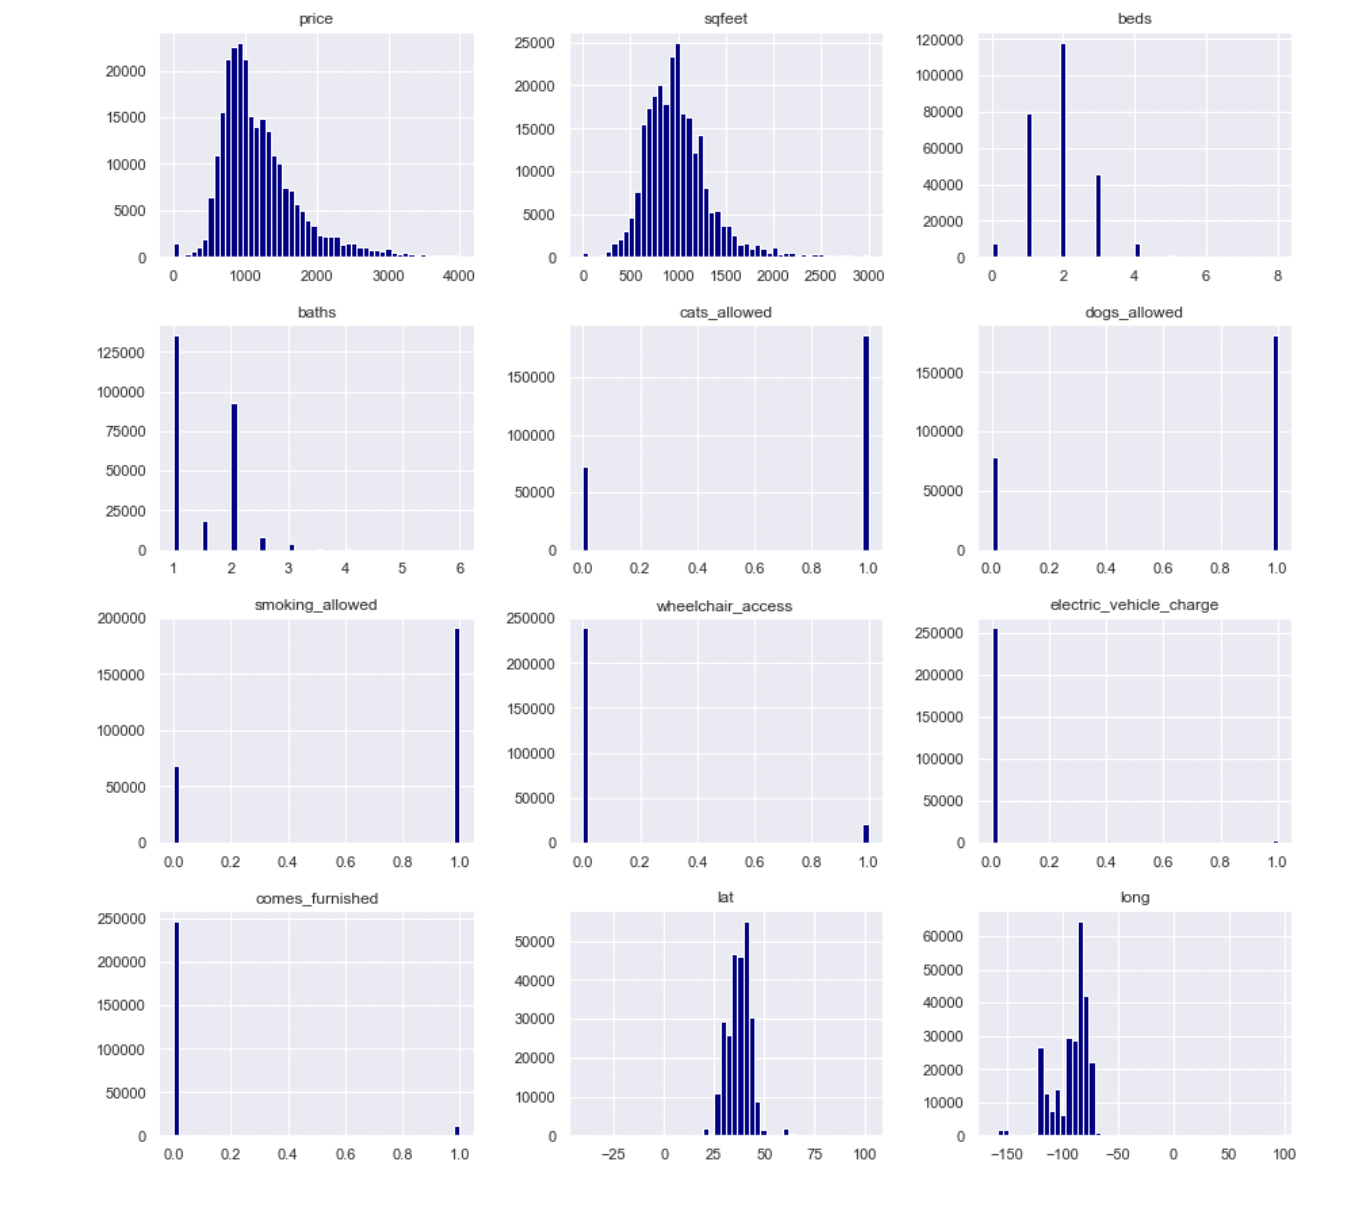 price
20000
15000
10000
5000
0
0 1000 2000 3000 4000
sqfeet
25000
20000
15000
10000
5000
0
0 500 1000 1500 2000 2500 3000
beds
120000
100000
80000
60000
40000
20000
0
0 2 4 6 8
baths
125000
100000
75000
50000
25000
0
1 2 3 4 5 6
cats_allowed
150000
100000
50000
0
0.0 0.2 0.4 0.6 0.8 1.0
dogs_allowed
150000
100000
50000
0
0.0 0.2 0.4 0.6 0.8 1.0
smoking_allowed
200000
150000
100000
50000
0
0.0 0.2 0.4 0.6 0.8 1.0
wheelchair_access
250000
200000
150000
100000
50000
0
0.0 0.2 0.4 0.6 0.8 1.0
electric_vehicle_charge
250000
200000
150000
100000
50000
0
0.0 0.2 0.4 0.6 0.8 1.0
comes_furnished
250000
200000
150000
100000
50000
0
0.0 0.2 0.4 0.6 0.8 1.0
lat
50000
40000
30000
20000
10000
0
−25 0 25 50 75 100
long
60000
50000
40000
30000
20000
10000
0
−150 −100 −50 0 50 100